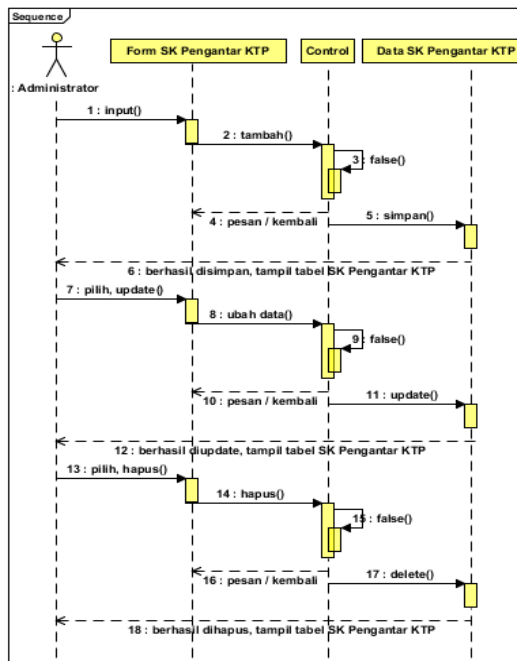 Sequence
Form SK Pengantar KTP
Control
Data SK Pengantar KTP
: Administrator
1 : input()
2 : tambah()
3 : false()
4 : pesan / kembali
5 : simpan()
6 : berhasil disimpan, tampil tabel SK Pengantar KTP
7 : pilih, update()
8 : ubah data()
9 : false()
10 : pesan / kembali
11 : update()
12 : berhasil diupdate, tampil tabel SK Pengantar KTP
13 : pilih, hapus()
14 : hapus()
15 : false()
16 : pesan / kembali
17 : delete()
18 : berhasil dihapus, tampil tabel SK Pengantar KTP